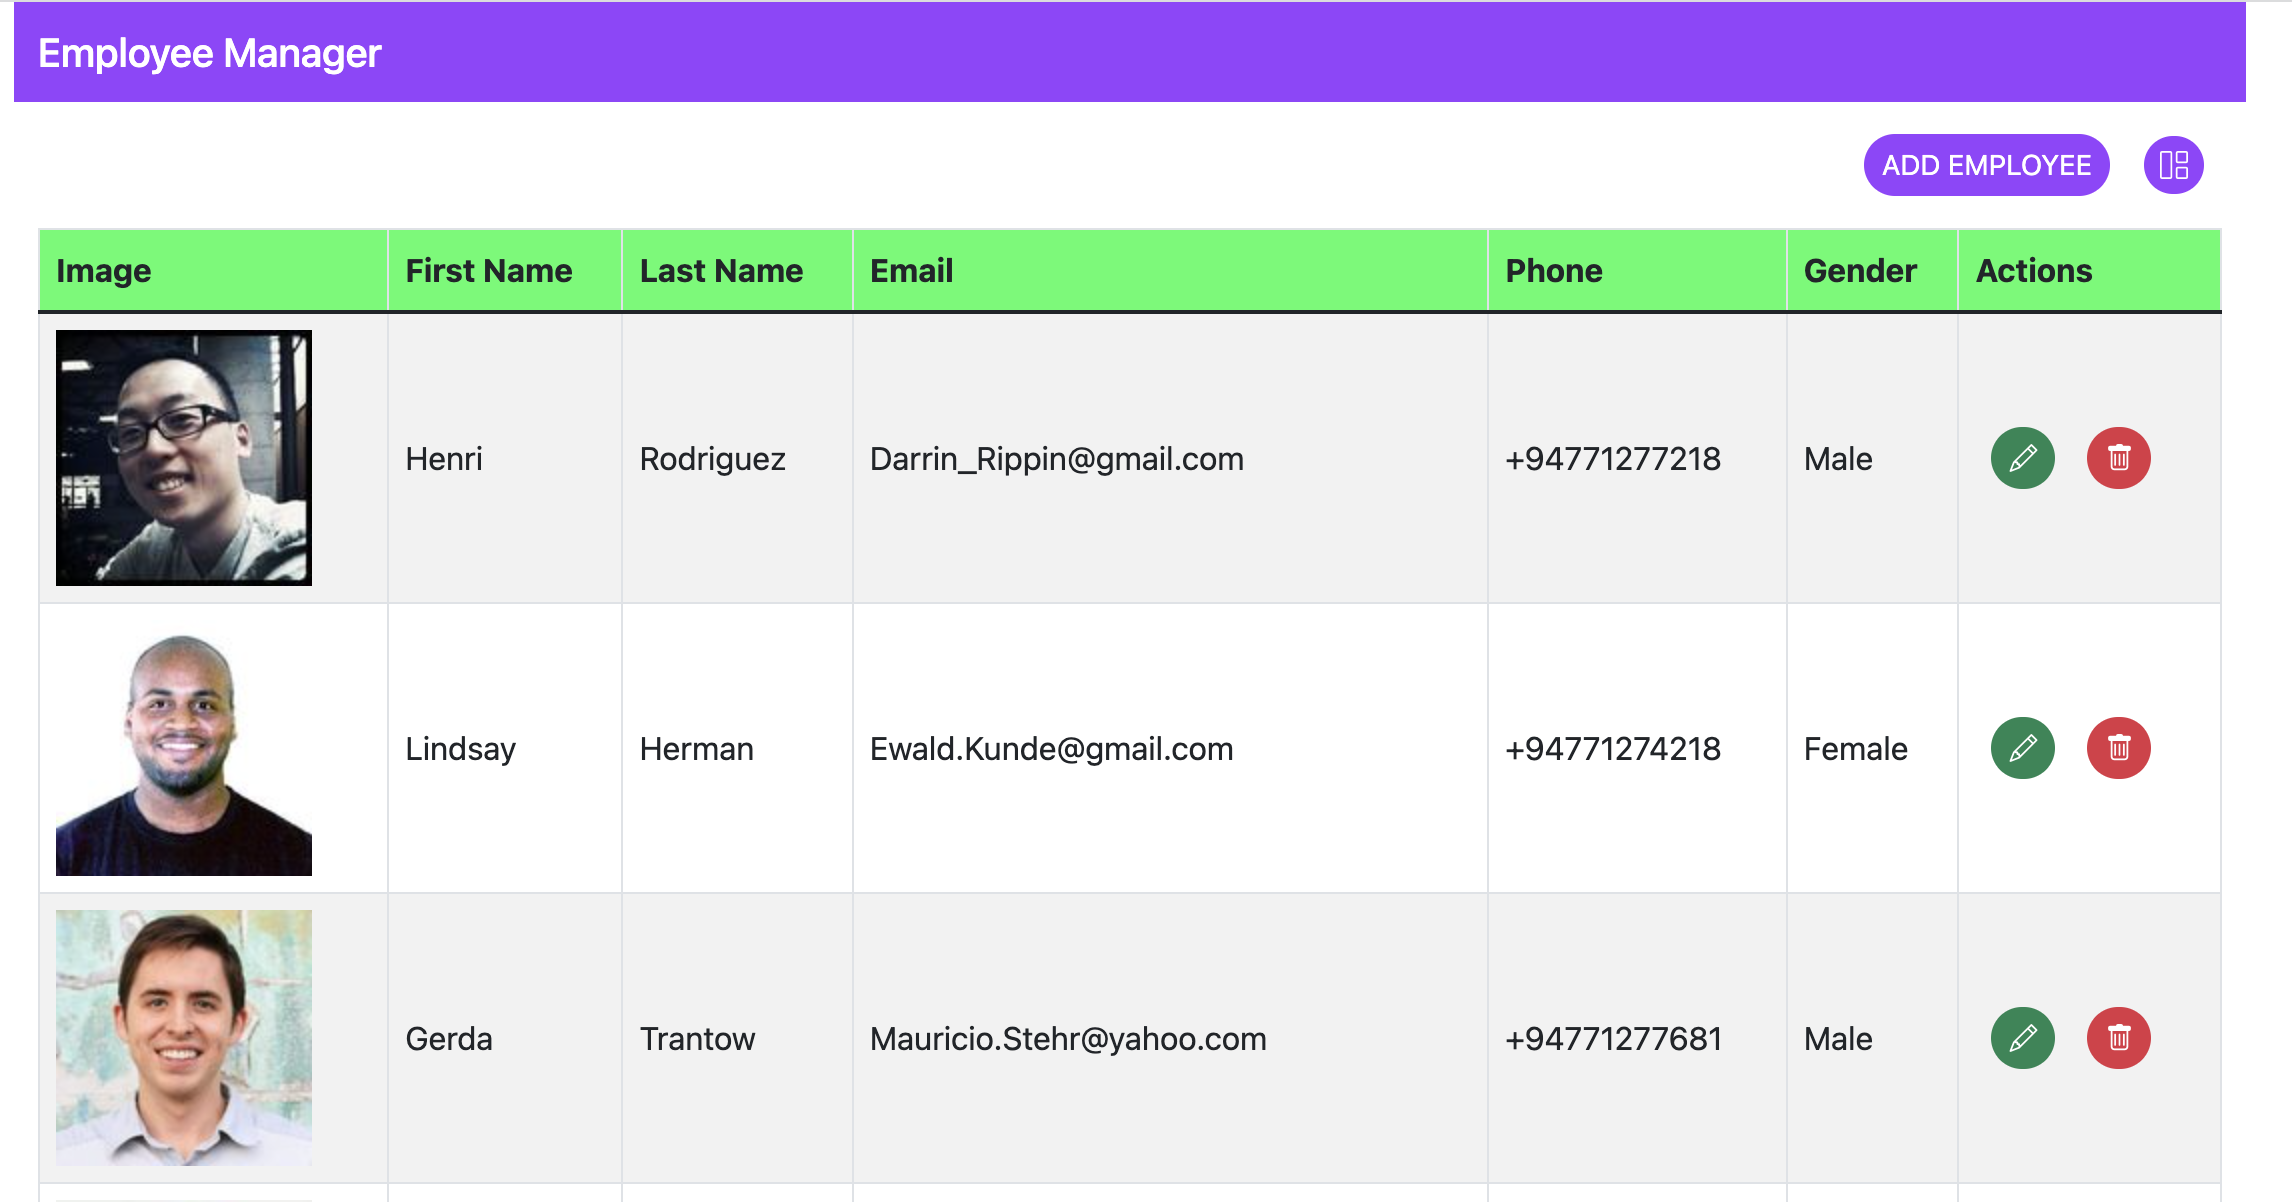 Employee Manager
ADD EMPLOYEE
Image First Name Last Name Email Phone Gender Actions
Henri Rodriguez Darrin_Rippin@gmail.com +94771277218 Male
Lindsay Herman Ewald.Kunde@gmail.com +94771274218 Female
Gerda Trantow Mauricio.Stehr@yahoo.com +94771277681 Male